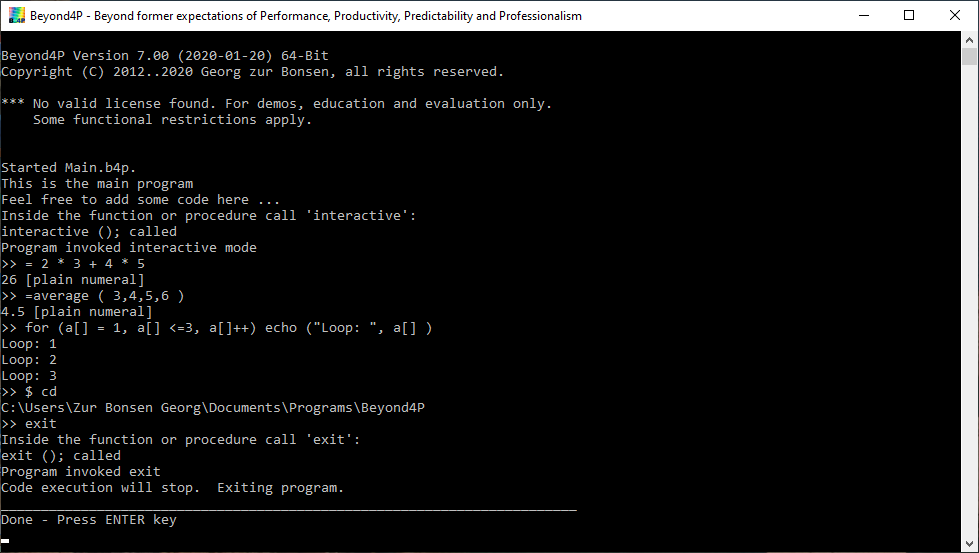 Beyond4P - Beyond former expectations of Performance, Productivity, Predictability and Professionalism
Beyond4P Version 7.00 (2020-01-20) 64-Bit
Copyright (C) 2012..2020 Georg zur Bonsen, all rights reserved.
*** No valid license found. For demos, education and evaluation only.
    Some functional restrictions apply.
Started Main.b4p.
This is the main program
Feel free to add some code here ...
Inside the function or procedure call 'interactive':
interactive (); called
Program invoked interactive mode
>> = 2 * 3 + 4 * 5
26 [plain numeral]
>> =average ( 3,4,5,6 )
4.5 [plain numeral]
>> for (a[] = 1, a[] <=3, a[]++) echo ("Loop: ", a[] )
Loop: 1
Loop: 2
Loop: 3
>> $ cd
C:\Users\Zur Bonsen Georg\Documents\Programs\Beyond4P
>> exit
Inside the function or procedure call 'exit':
exit (); called
Program invoked exit
Code execution will stop.  Exiting program.
________________________________________________________________________
Done - Press ENTER key